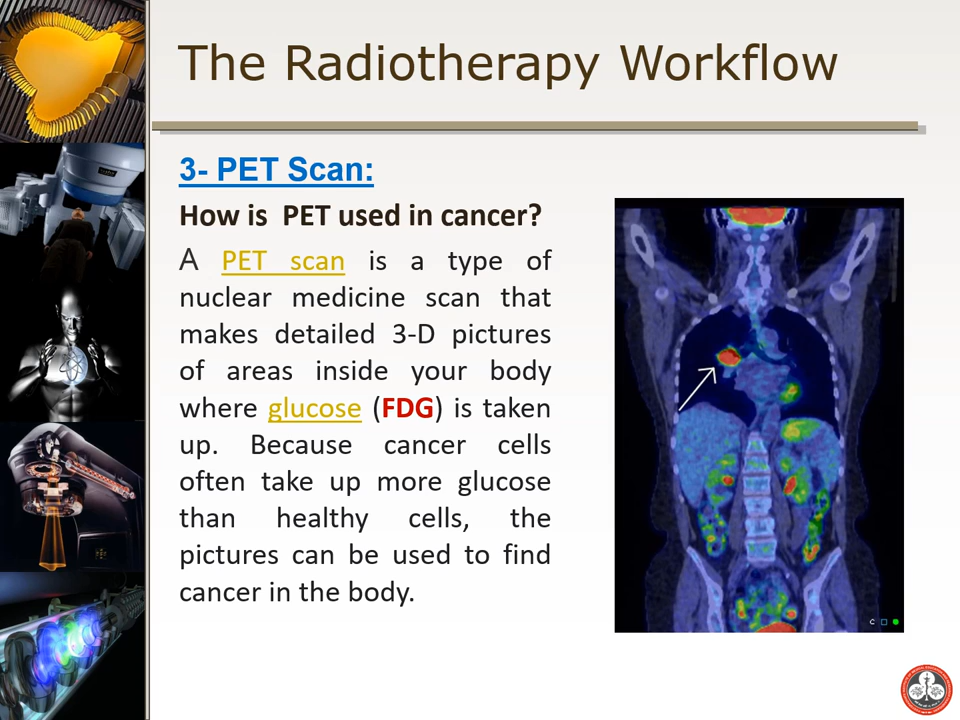 The Radiotherapy Workflow
3- PET Scan:
How is PET used in cancer?
A PET scan is a type of
nuclear medicine scan that
makes detailed 3-D pictures
of areas inside your body
where glucose (FDG) is taken
up. Because cancer cells
often take up more glucose
than healthy cells, the
pictures can be used to find
cancer in the body.
C